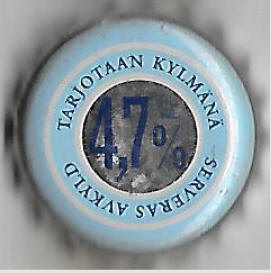 TARJOTAAN KYLMÄNÄ
4,7%
SERVERAS AVKYLD